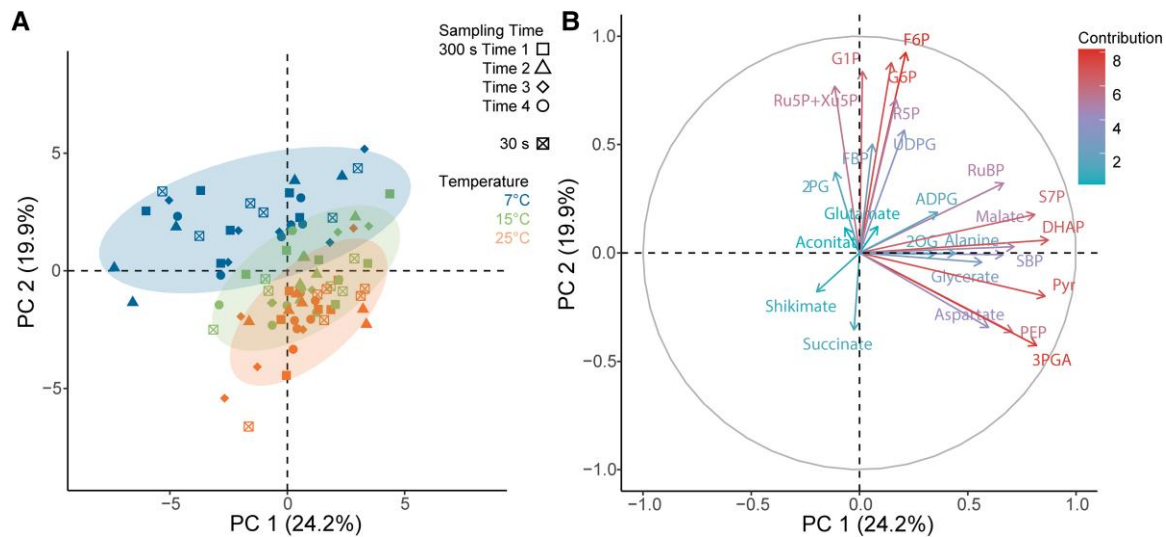 A
Sampling Time
300 s Time 1
Time 2
Time 3
Time 4
30 s
Temperature
7°C
15°C
25°C
5
0
−5
−5
0
5
PC 2 (19.9%)
PC 1 (24.2%)
B
Contribution
8
6
4
2
1.0
0.5
0.0
−0.5
−1.0
−1.0
−0.5
0.0
0.5
1.0
PC 2 (19.9%)
PC 1 (24.2%)
F6P
G1P
G6P
Ru5P+Xu5P
R5P
UDPG
FBP
2PG
RuBP
ADPG
S7P
Glutamate
Malate
DHAP
Aconitat
2OG
Alanine
SBP
Glycerate
Pyr
Shikimate
Aspartate
PEP
Succinate
3PGA